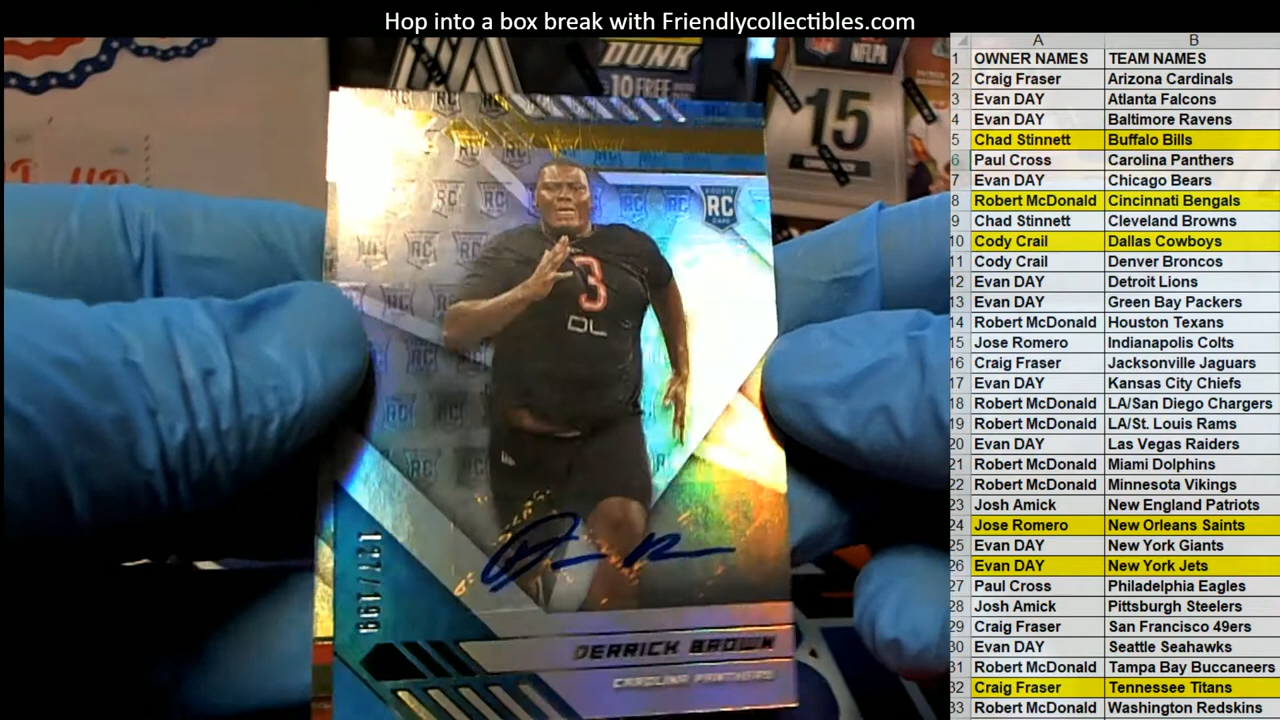 Hop into a box break with Friendlycollectibles.com
DUNK
10 FREE
NFLPA
15
RC
3
DL
ROOKIE
RC
CARD
DERRICK BROWN
CAROLINA PANTHERS
A B
1 OWNER NAMES TEAM NAMES
2 Craig Fraser Arizona Cardinals
3 Evan DAY Atlanta Falcons
4 Evan DAY Baltimore Ravens
5 Chad Stinnett Buffalo Bills
6 Paul Cross Carolina Panthers
7 Evan DAY Chicago Bears
8 Robert McDonald Cincinnati Bengals
9 Chad Stinnett Cleveland Browns
10 Cody Crail Dallas Cowboys
11 Cody Crail Denver Broncos
12 Evan DAY Detroit Lions
13 Evan DAY Green Bay Packers
14 Robert McDonald Houston Texans
15 Jose Romero Indianapolis Colts
16 Craig Fraser Jacksonville Jaguars
17 Evan DAY Kansas City Chiefs
18 Robert McDonald LA/San Diego Chargers
19 Robert McDonald LA/St. Louis Rams
20 Evan DAY Las Vegas Raiders
21 Robert McDonald Miami Dolphins
22 Robert McDonald Minnesota Vikings
23 Josh Amick New England Patriots
24 Jose Romero New Orleans Saints
25 Evan DAY New York Giants
26 Evan DAY New York Jets
27 Paul Cross Philadelphia Eagles
28 Josh Amick Pittsburgh Steelers
29 Craig Fraser San Francisco 49ers
30 Evan DAY Seattle Seahawks
31 Robert McDonald Tampa Bay Buccaneers
32 Craig Fraser Tennessee Titans
33 Robert McDonald Washington Redskins